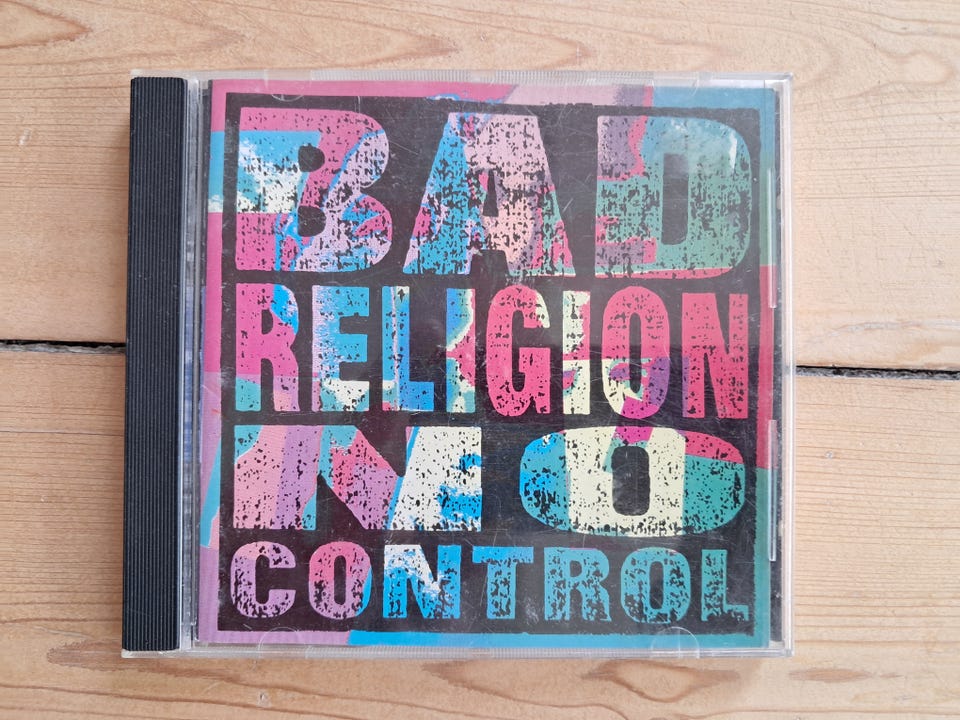 BAD
RELIGION
NO
CONTROL